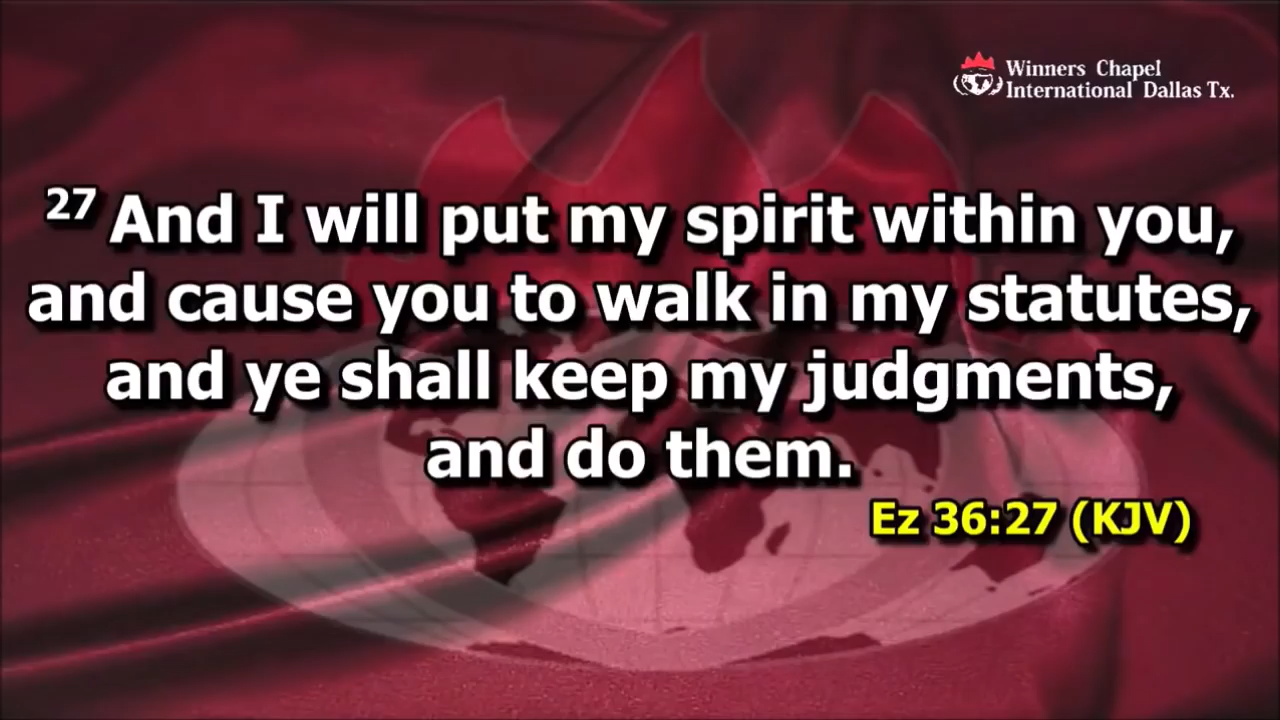 Winners Chapel
International Dallas Tx.
27 And I will put my spirit within you,
and cause you to walk in my statutes,
and ye shall keep my judgments,
and do them.
Ez 36:27 (KJV)